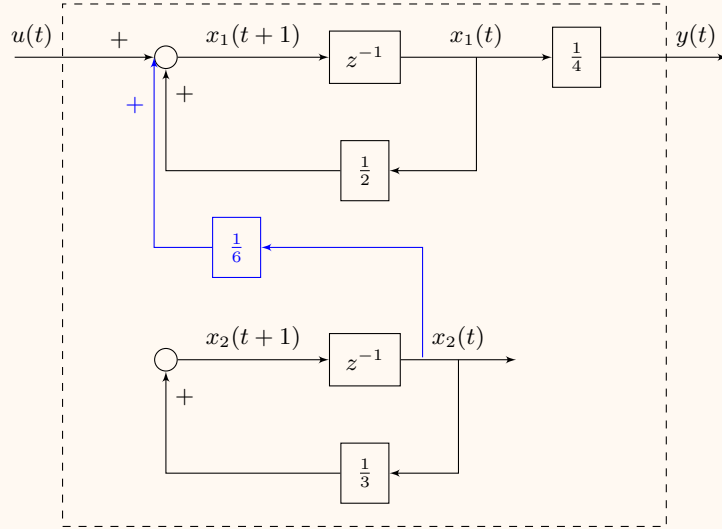 u(t)
+
x₁(t+1)
z⁻¹
x₁(t)
1/4
y(t)
+
+
1/2
1/6
x₂(t+1)
z⁻¹
x₂(t)
+
1/3